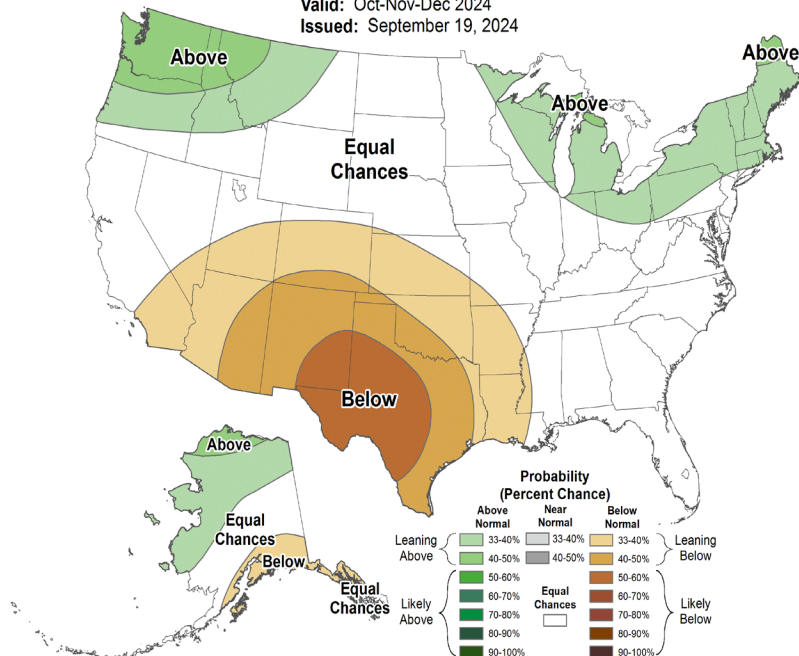 Valid: Oct-Nov-Dec 2024
Issued: September 19, 2024
Above
Above
Above
Equal
Chances
Below
Above
Equal
Chances
Below
Equal
Chances
Probability
(Percent Chance)
Above
Normal
Near
Normal
Below
Normal
Leaning
Above
33-40%
40-50%
33-40%
40-50%
33-40%
40-50%
Leaning
Below
Likely
Above
50-60%
60-70%
70-80%
80-90%
90-100%
Equal
Chances
50-60%
60-70%
70-80%
80-90%
90-100%
Likely
Below